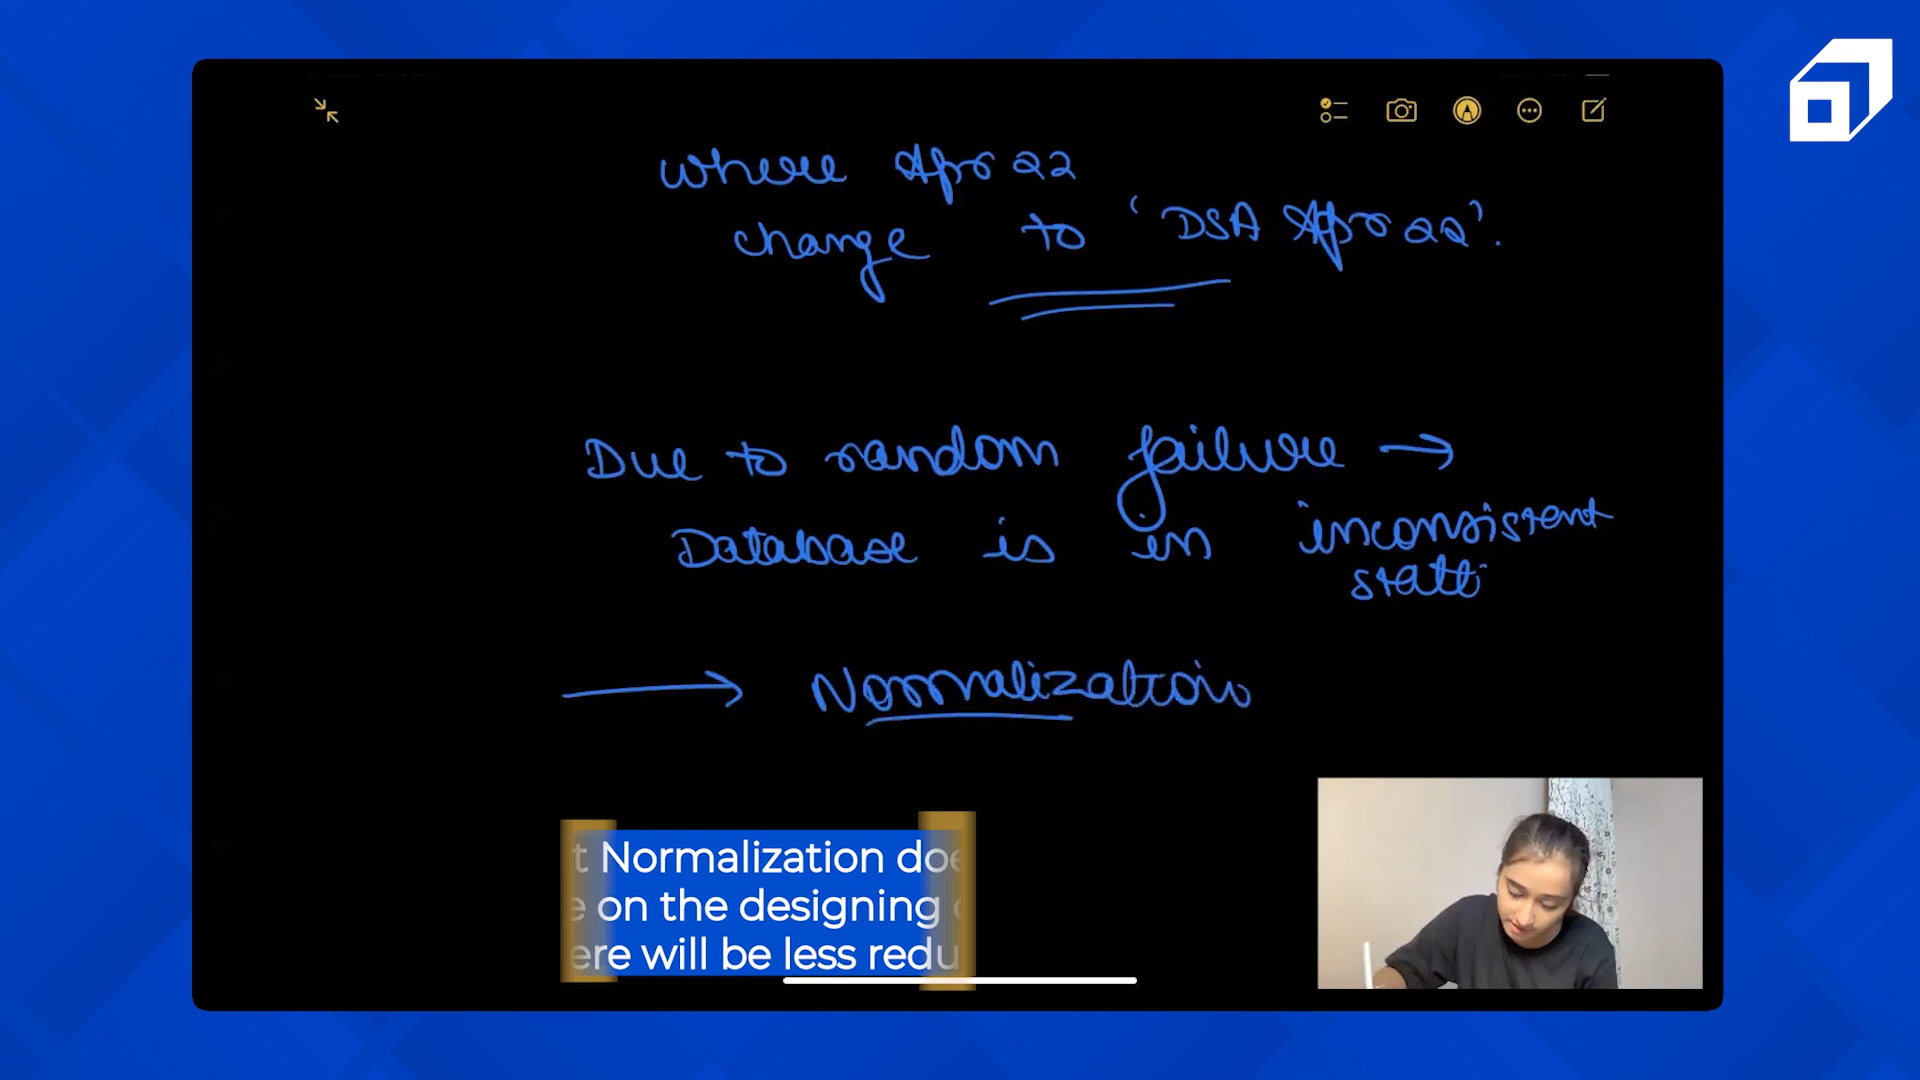 where Apr 22
change to 'DSA Apr 22'.
Due to random failure →
Database is in inconsistent
state
→ Normalization
t Normalization doe
e on the designing
ere will be less redu